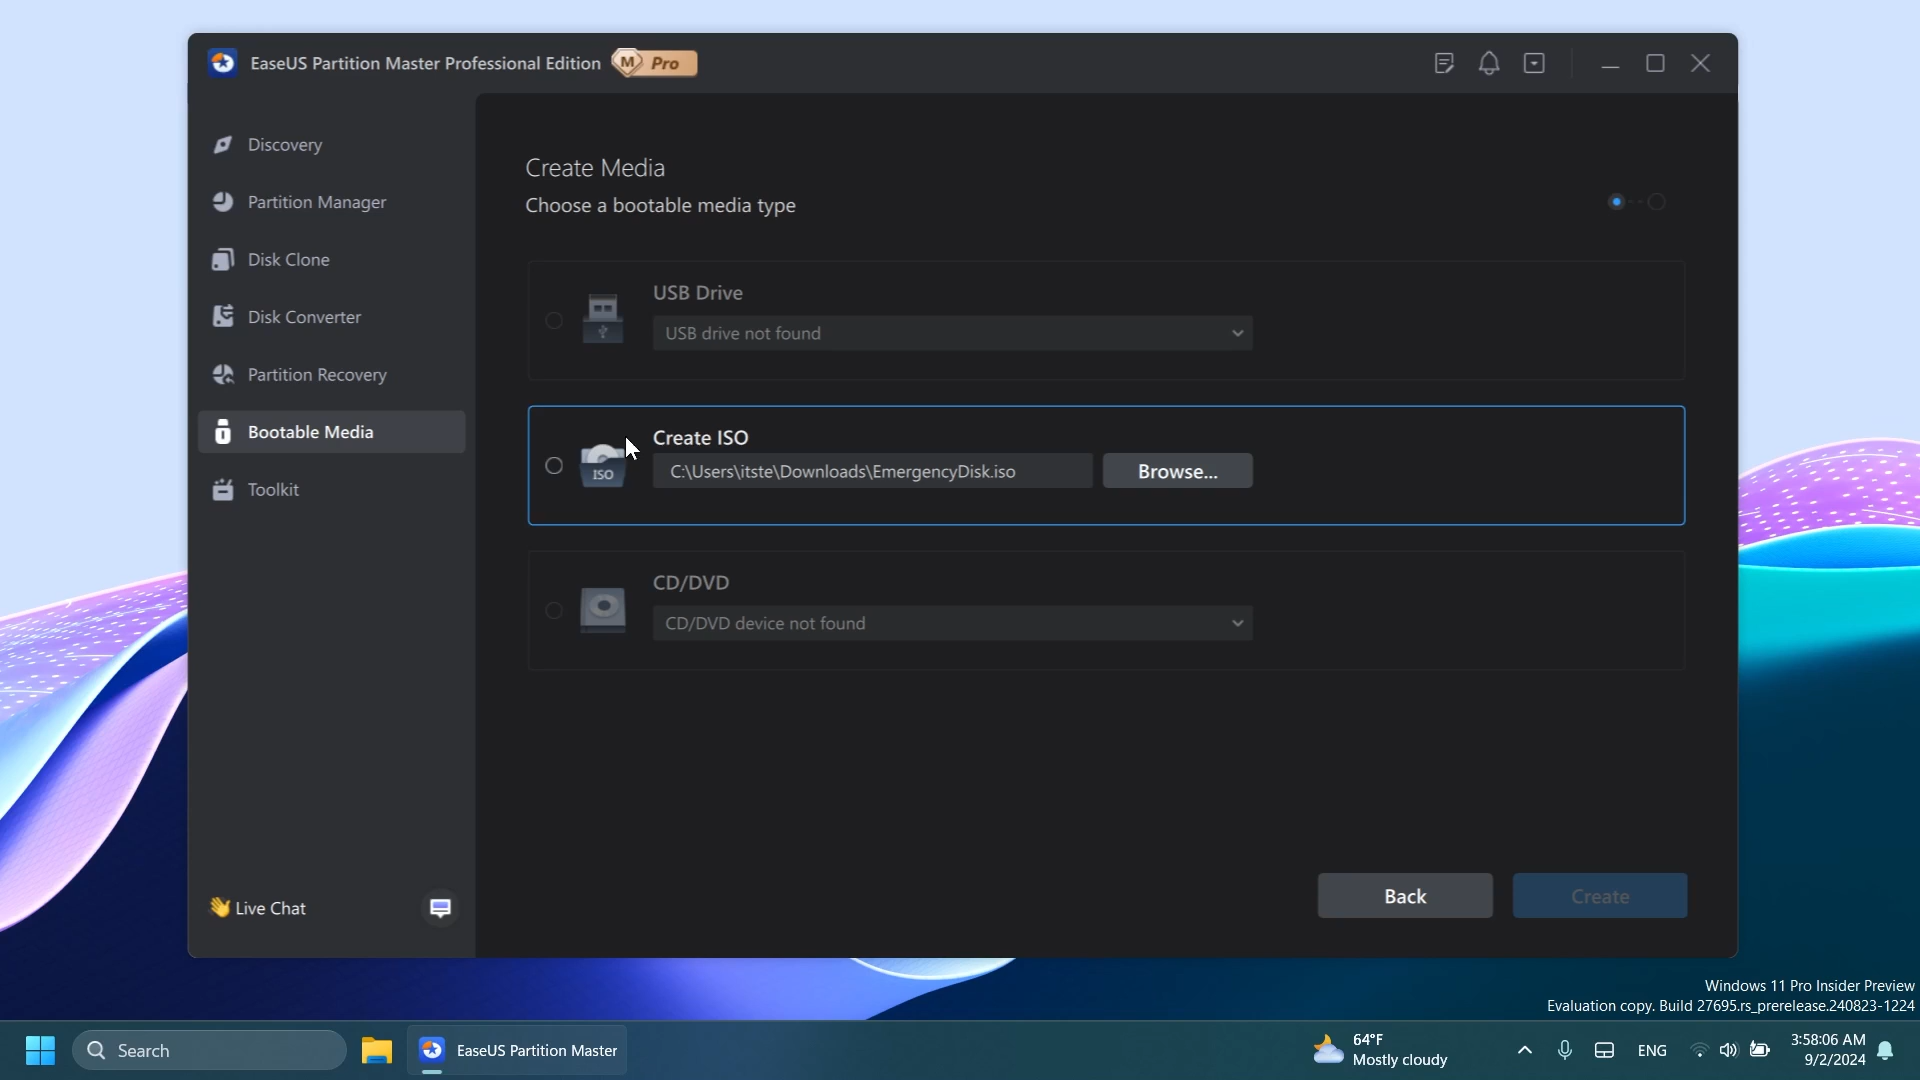 EaseUS Partition Master Professional Edition M Pro
Discovery
Partition Manager
Disk Clone
Disk Converter
Partition Recovery
Bootable Media
Toolkit
Live Chat
Create Media
Choose a bootable media type
USB Drive
USB drive not found
Create ISO
ISO
C:\Users\itste\Downloads\EmergencyDisk.iso
Browse...
CD/DVD
CD/DVD device not found
Back
Create
Windows 11 Pro Insider Preview
Evaluation copy. Build 27695.rs_prerelease.240823-1224
Search
EaseUS Partition Master
64°F
Mostly cloudy
ENG
3:58:06 AM
9/2/2024